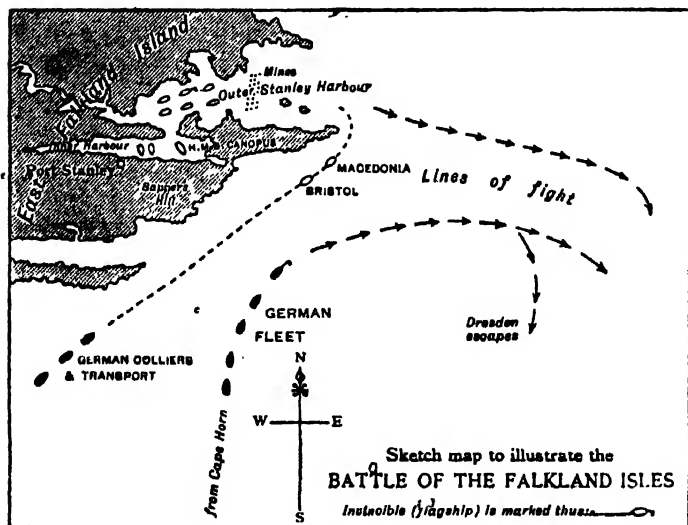 East Falkland Island
Mines
Outer Stanley Harbour
Inner Harbour
H.M.S. CANOPUS
Port Stanley
Sappers
Hill
MACEDONIA
BRISTOL
Lines of fight
GERMAN
FLEET
GERMAN COLLIERS
& TRANSPORT
Dresden
escapes
from Cape Horn
N
W E
S
Sketch map to illustrate the
BATTLE OF THE FALKLAND ISLES
Invincible (flagship) is marked thus